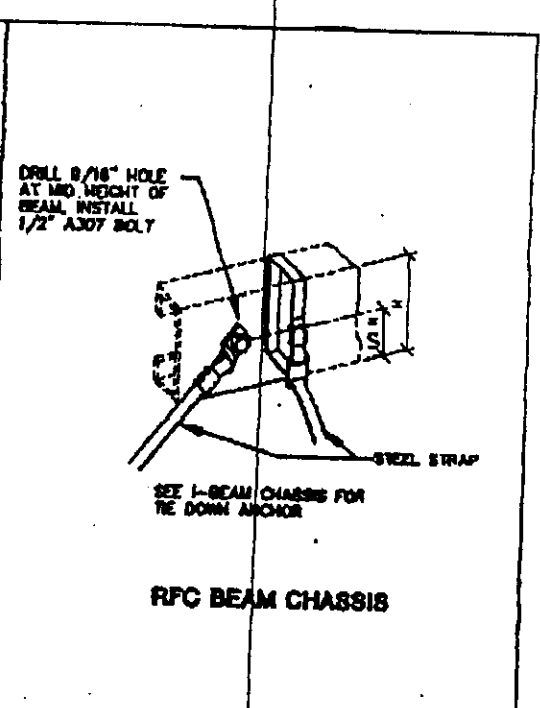 DRILL 9/16" HOLE
AT MID HEIGHT OF
BEAM, INSTALL
1/2" A307 BOLT
H
H/2
STEEL STRAP
SEE I-BEAM CHASSIS FOR
TIE DOWN ANCHOR
RFC BEAM CHASSIS